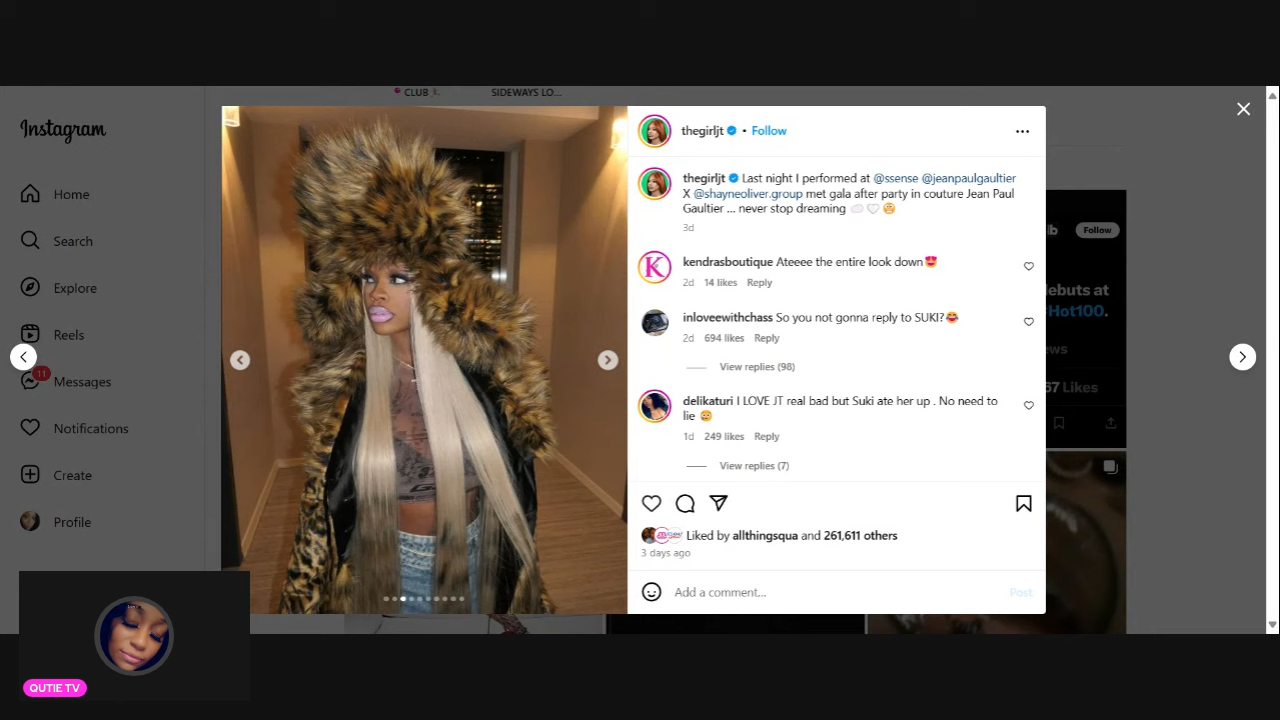 CLUB
SIDEWAYS LO...
Instagram
Home
Search
Explore
Reels
11
Messages
Notifications
Create
Profile
thegirljt • Follow
thegirljt Last night I performed at @ssense @jeanpaulgaultier
X @shayneoliver.group met gala after party in couture Jean Paul
Gaultier ... never stop dreaming ☁️🤍😩
3d
kendrasboutique Ateeee the entire look down😍
2d 14 likes Reply
K
inloveewithchass So you not gonna reply to SUKI?😂
2d 694 likes Reply
View replies (98)
delikaturi I LOVE JT real bad but Suki ate her up . No need to
lie 😄
1d 249 likes Reply
View replies (7)
Liked by allthingsqua and 261,611 others
3 days ago
Add a comment...
Post
lb
Follow
debuts at
Hot100.
ws
67 Likes
QUTIE TV